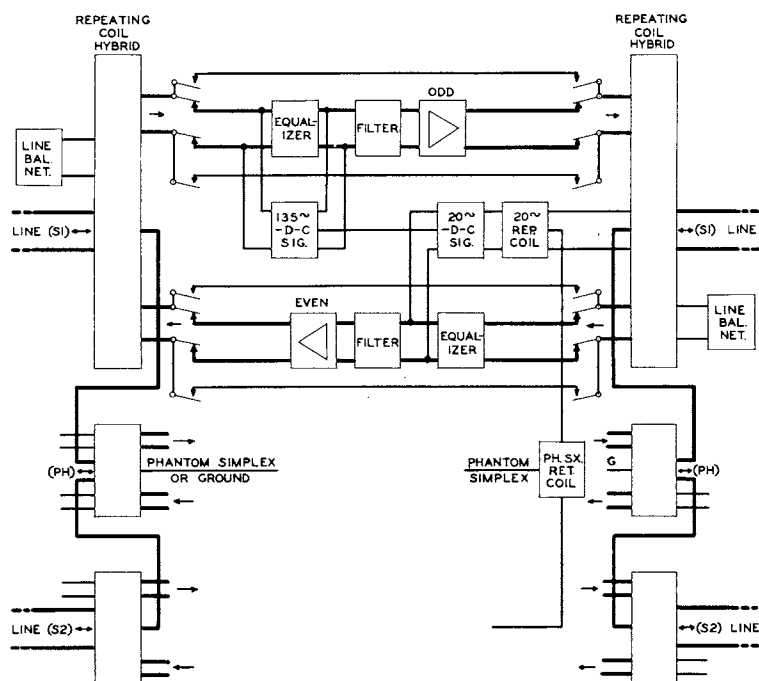 REPEATING
COIL
HYBRID
REPEATING
COIL
HYBRID
ODD
EQUAL-
IZER
FILTER
LINE
BAL.
NET.
135~
-D-C
SIG.
20~
-D-C
SIG.
20~
REP.
COIL
LINE (S1)
(S1) LINE
EVEN
FILTER
EQUAL-
IZER
LINE
BAL.
NET.
(PH)
PHANTOM SIMPLEX
OR GROUND
PHANTOM
SIMPLEX
PH. SX.
RET.
COIL
G
(PH)
LINE (S2)
(S2) LINE